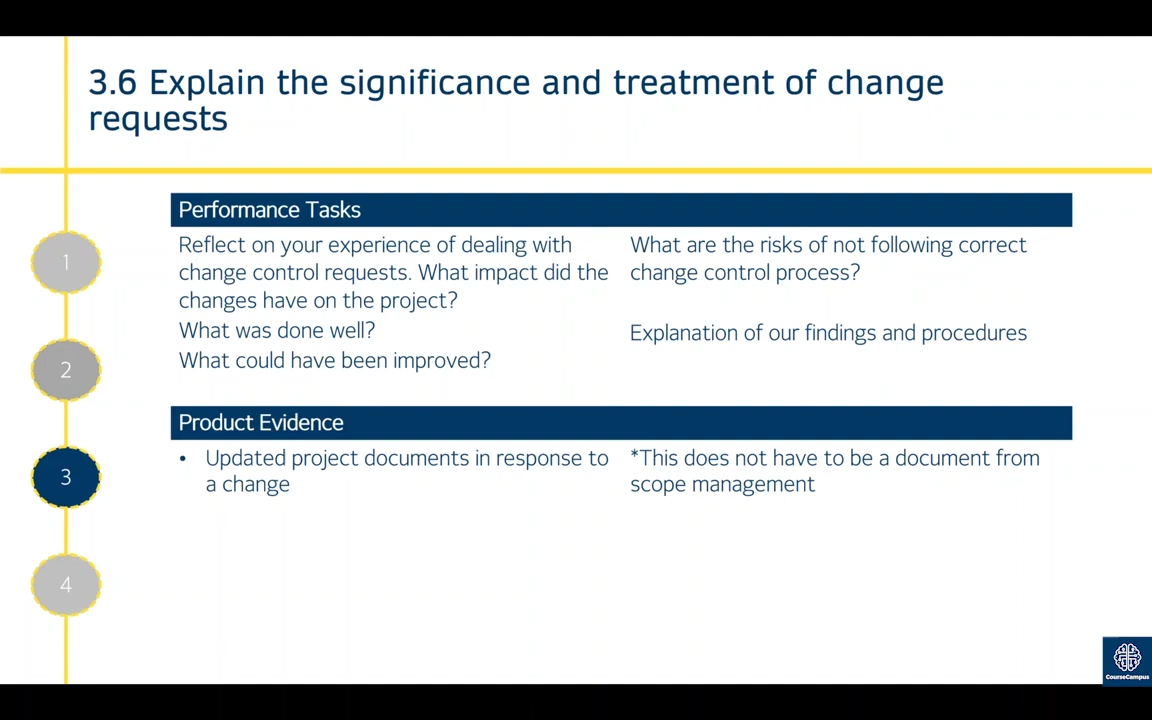 3.6 Explain the significance and treatment of change
requests
Performance Tasks
Reflect on your experience of dealing with
change control requests. What impact did the
changes have on the project?
What was done well?
What could have been improved?
What are the risks of not following correct
change control process?
Explanation of our findings and procedures
Product Evidence
• Updated project documents in response to
a change
*This does not have to be a document from
scope management
1
2
3
4
CourseCampus